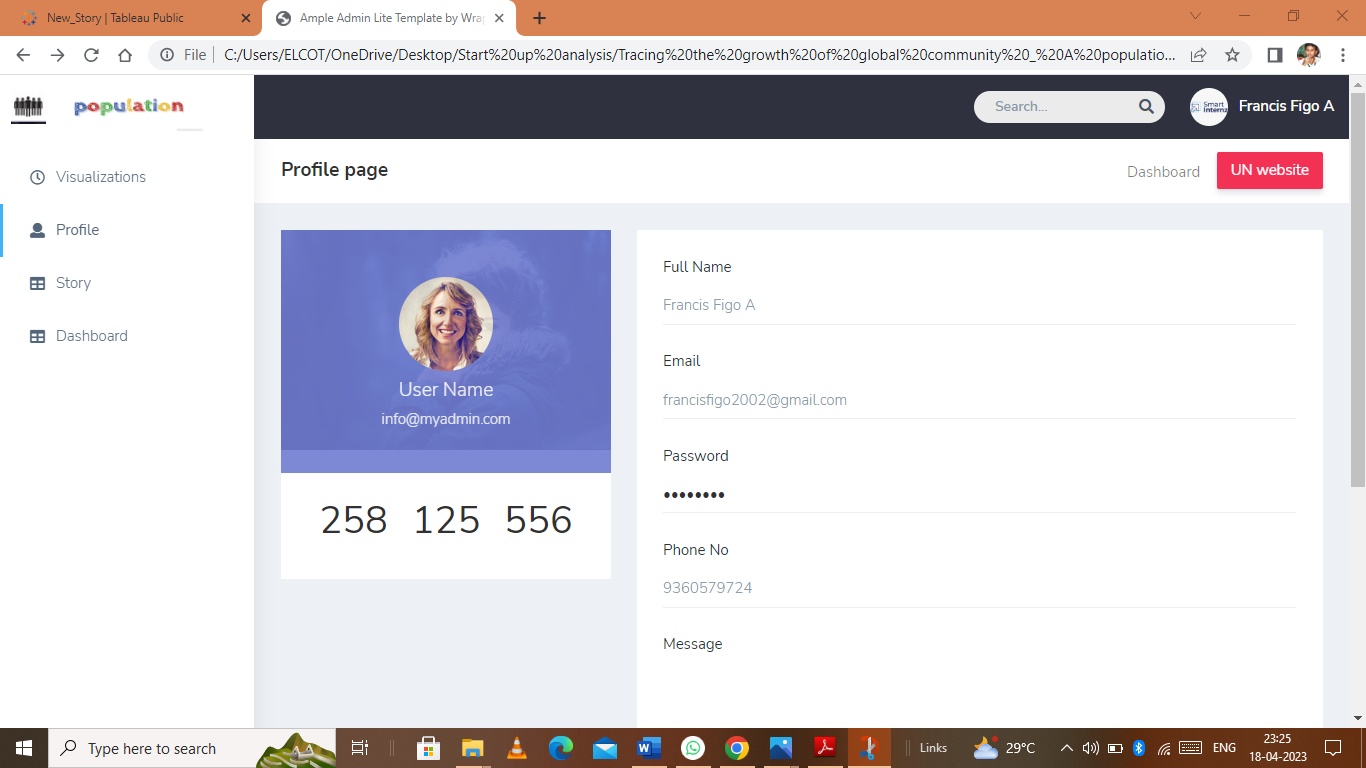 New_Story | Tableau Public
Ample Admin Lite Template by Wra
File
C:/Users/ELCOT/OneDrive/Desktop/Start%20up%20analysis/Tracing%20the%20growth%20of%20global%20community%20_%20A%20populatio...
population
Search...
Smart
Internz
Francis Figo A
Visualizations
Profile
Story
Dashboard
Profile page
Dashboard
UN website
User Name
info@myadmin.com
258 125 556
Full Name
Francis Figo A
Email
francisfigo2002@gmail.com
Password
••••••••
Phone No
9360579724
Message
Type here to search
Links
29°C
ENG
23:25
18-04-2023